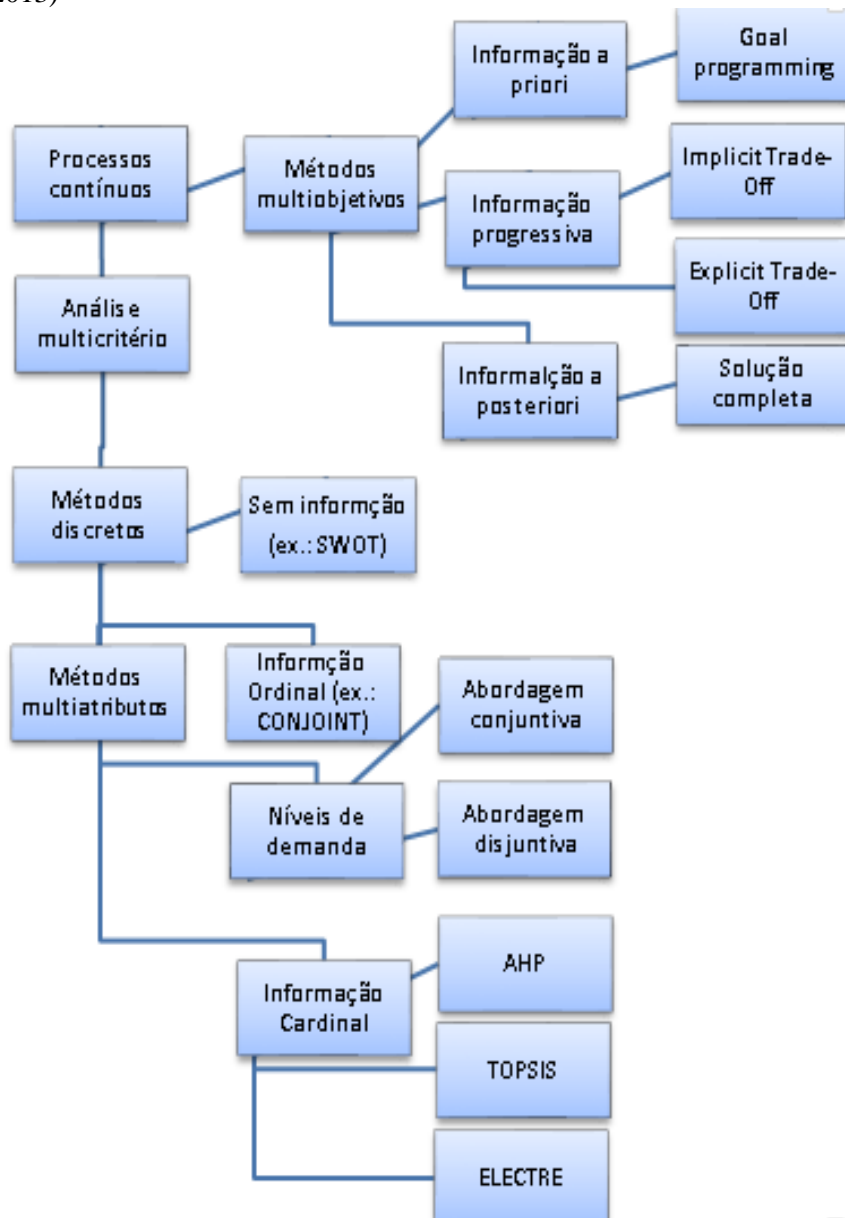 2013)
Informação a
priori
Goal
programming
Processos
contínuos
Métodos
multiobjetivos
Informação
progressiva
Implicit Trade-
Off
Explicit Trade-
Off
Análise
multicritério
Informalção a
posteriori
Solução
completa
Métodos
discretos
Sem informção
(ex.: SWOT)
Métodos
multiatributos
Informção
Ordinal (ex.:
CONJOINT)
Abordagem
conjuntiva
Níveis de
demanda
Abordagem
disjuntiva
Informação
Cardinal
AHP
TOPSIS
ELECTRE